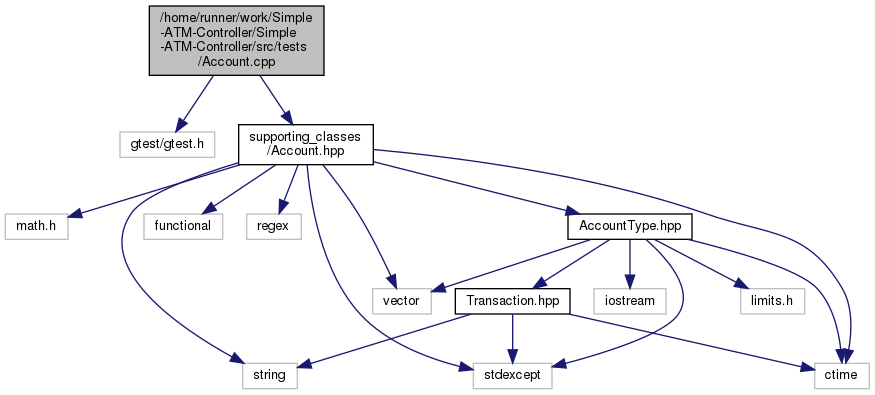 /home/runner/work/Simple
-ATM-Controller/Simple
-ATM-Controller/src/tests
/Account.cpp
gtest/gtest.h
supporting_classes
/Account.hpp
math.h
functional
regex
AccountType.hpp
vector
Transaction.hpp
iostream
limits.h
string
stdexcept
ctime